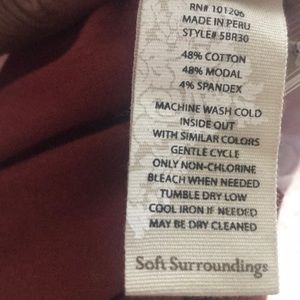 RN# 101206
MADE IN PERU
STYLE# 5BR30
48% COTTON
48% MODAL
4% SPANDEX
MACHINE WASH COLD
INSIDE OUT
WITH SIMILAR COLORS
GENTLE CYCLE
ONLY NON-CHLORINE
BLEACH WHEN NEEDED
TUMBLE DRY LOW
COOL IRON IF NEEDED
MAY BE DRY CLEANED
Soft Surroundings